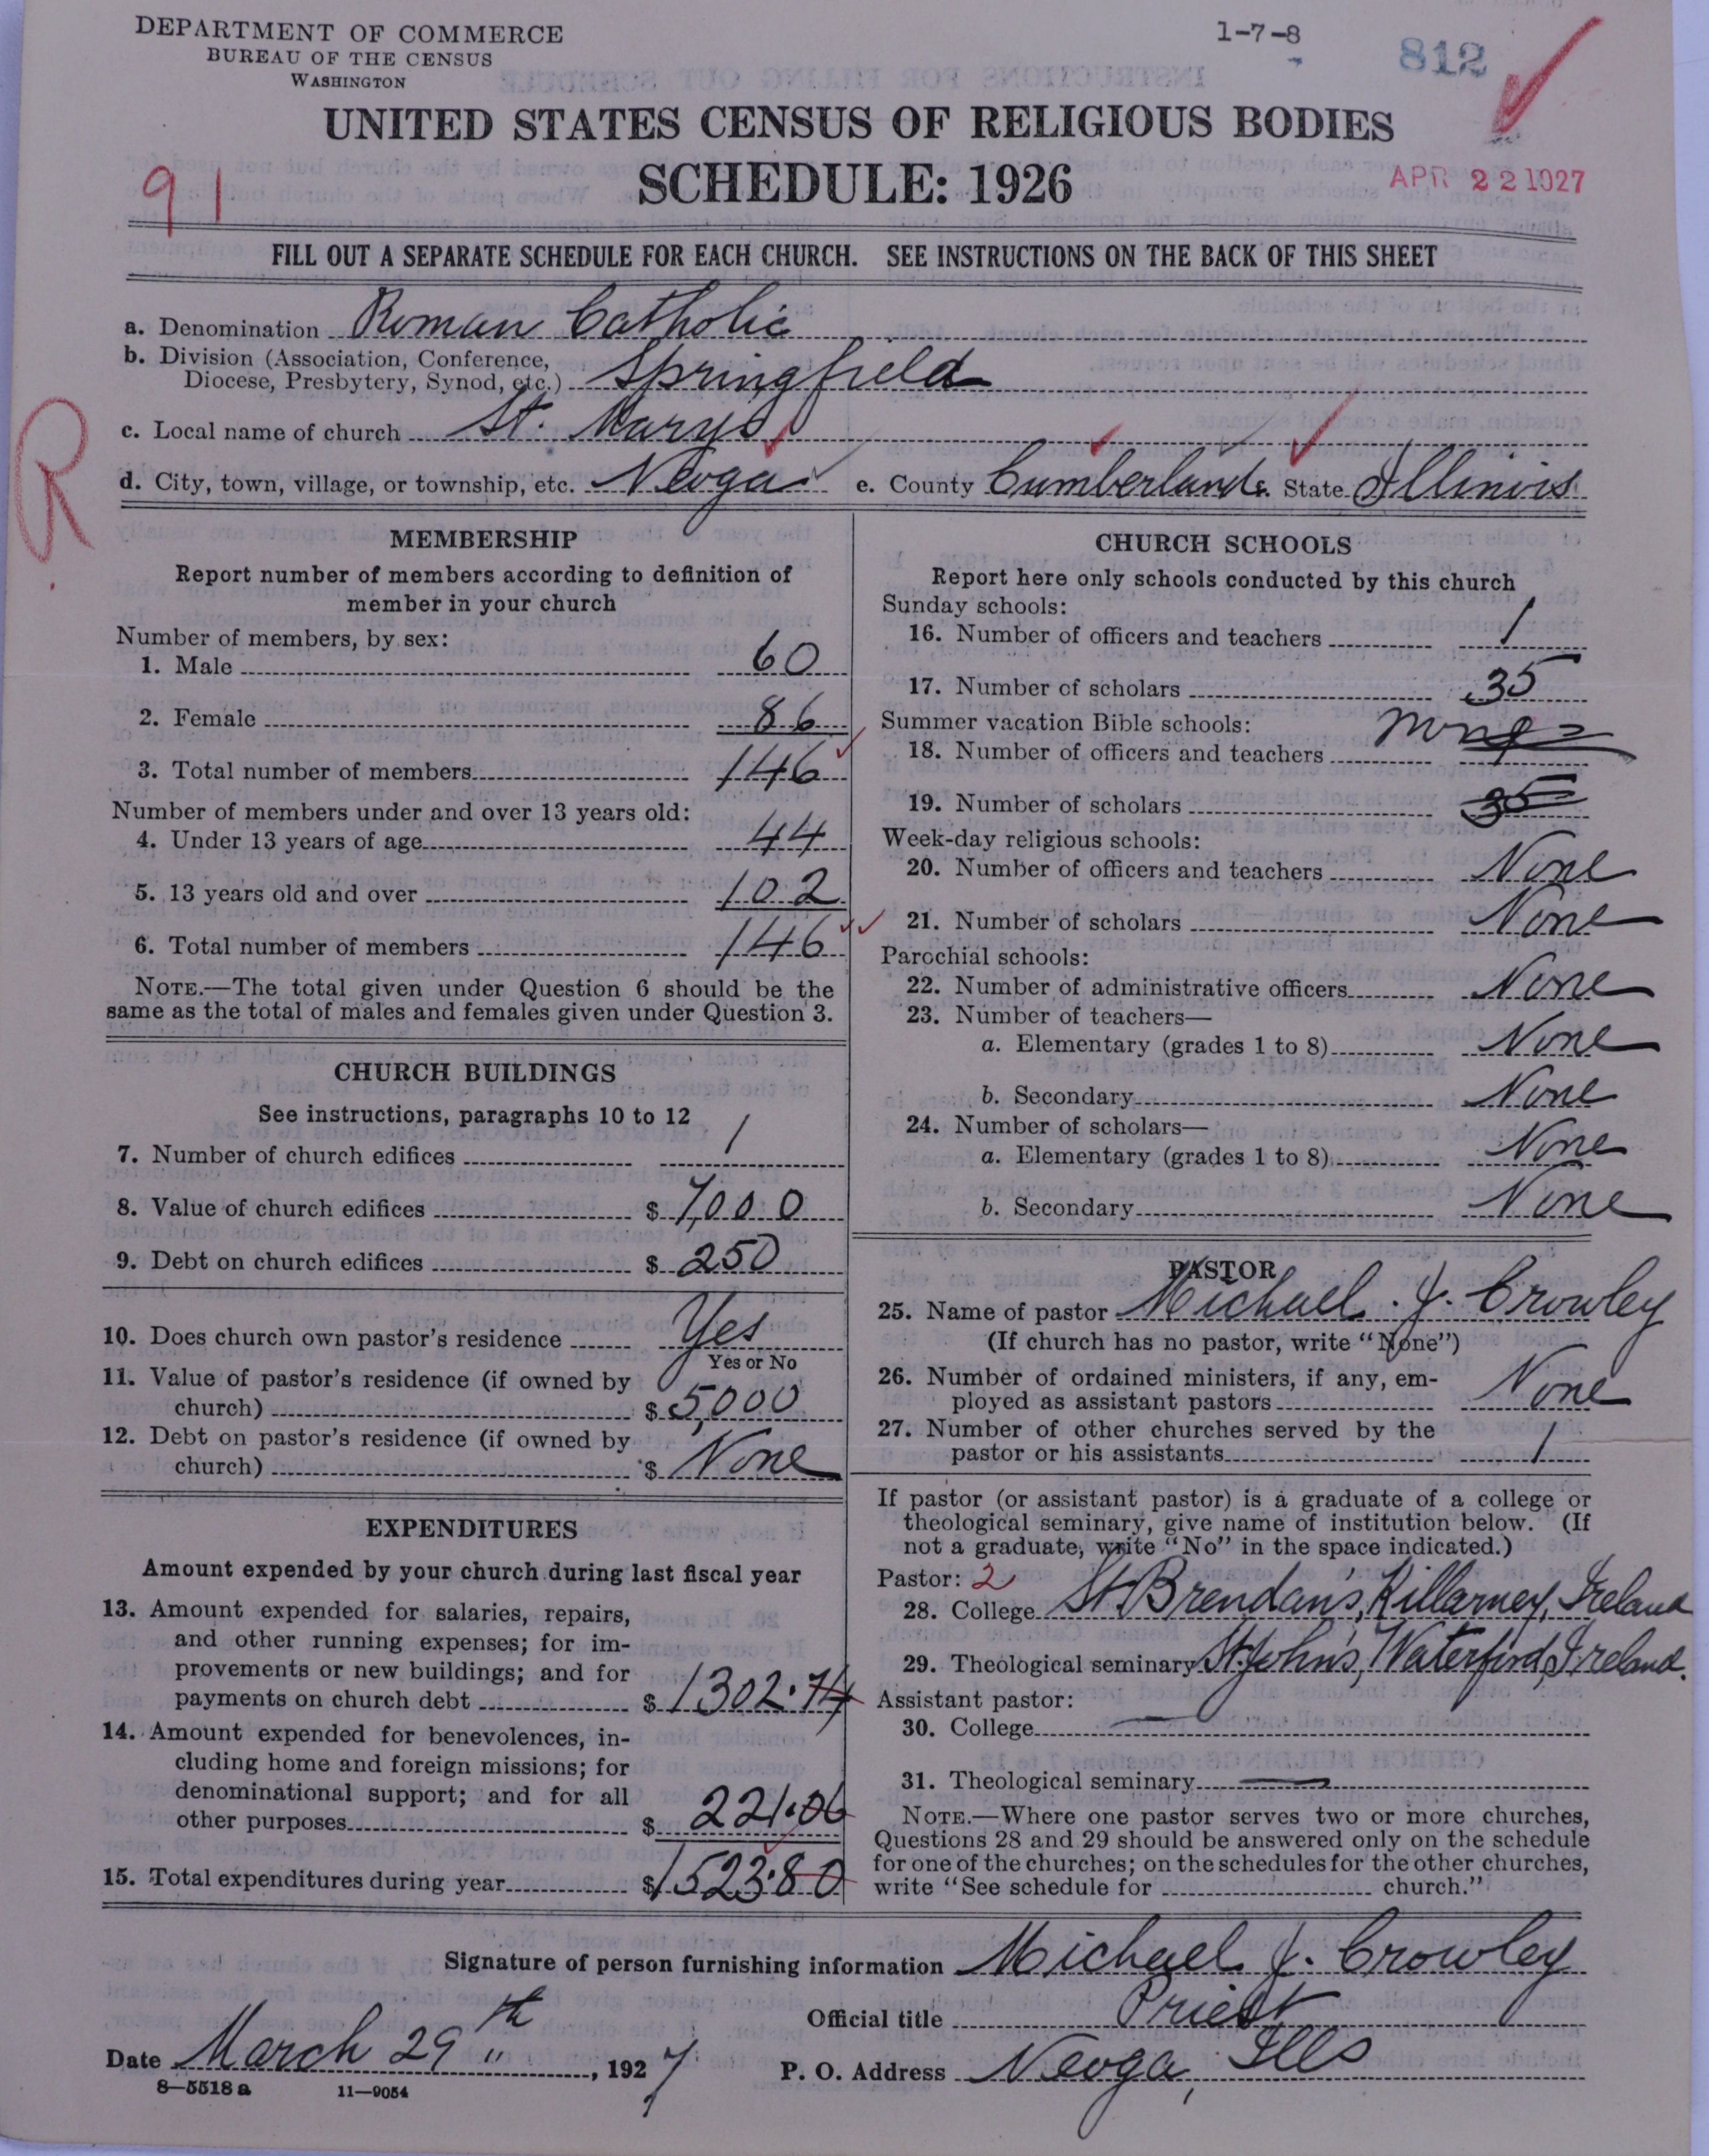 DEPARTMENT OF COMMERCE
BUREAU OF THE CENSUS
WASHINGTON
1-7-8
812
UNITED STATES CENSUS OF RELIGIOUS BODIES
SCHEDULE: 1926
91
APR 22 1927
FILL OUT A SEPARATE SCHEDULE FOR EACH CHURCH. SEE INSTRUCTIONS ON THE BACK OF THIS SHEET
a. Denomination Roman Catholic
b. Division (Association, Conference,
Diocese, Presbytery, Synod, etc.) Springfield
c. Local name of church St. Mary's
R
d. City, town, village, or township, etc. Neoga e. County Cumberland f. State Illinois
MEMBERSHIP
Report number of members according to definition of
member in your church
Number of members, by sex:
1. Male 60
2. Female 86
3. Total number of members 146
Number of members under and over 13 years old:
4. Under 13 years of age 44
5. 13 years old and over 102
6. Total number of members 146
NOTE.—The total given under Question 6 should be the
same as the total of males and females given under Question 3.
CHURCH BUILDINGS
See instructions, paragraphs 10 to 12
7. Number of church edifices 1
8. Value of church edifices $ 7,000
9. Debt on church edifices $ 250
10. Does church own pastor's residence Yes
Yes or No
11. Value of pastor's residence (if owned by
church) $ 5,000
12. Debt on pastor's residence (if owned by
church) $ None
EXPENDITURES
Amount expended by your church during last fiscal year
13. Amount expended for salaries, repairs,
and other running expenses; for im-
provements or new buildings; and for
payments on church debt $ 1302.74
14. Amount expended for benevolences, in-
cluding home and foreign missions; for
denominational support; and for all
other purposes $ 221.06
15. Total expenditures during year $ 1523.80
CHURCH SCHOOLS
Report here only schools conducted by this church
Sunday schools:
16. Number of officers and teachers 1
17. Number of scholars 35
Summer vacation Bible schools:
18. Number of officers and teachers None
19. Number of scholars 35
Week-day religious schools:
20. Number of officers and teachers None
21. Number of scholars None
Parochial schools:
22. Number of administrative officers None
23. Number of teachers—
a. Elementary (grades 1 to 8) None
b. Secondary None
24. Number of scholars—
a. Elementary (grades 1 to 8) None
b. Secondary None
PASTOR
25. Name of pastor Michael J. Crowley
(If church has no pastor, write "None")
26. Number of ordained ministers, if any, em-
ployed as assistant pastors None
27. Number of other churches served by the
pastor or his assistants 1
If pastor (or assistant pastor) is a graduate of a college or
theological seminary, give name of institution below. (If
not a graduate, write "No" in the space indicated.)
Pastor: 2
28. College St. Brendan's, Killarney, Ireland
29. Theological seminary St. John's, Waterford, Ireland.
Assistant pastor:
30. College —
31. Theological seminary —
NOTE.—Where one pastor serves two or more churches,
Questions 28 and 29 should be answered only on the schedule
for one of the churches; on the schedules for the other churches,
write "See schedule for church."
Signature of person furnishing information Michael J. Crowley
Official title Priest
Date March 29th, 1927 P. O. Address Neoga, Ills
8—5518a 11—9054